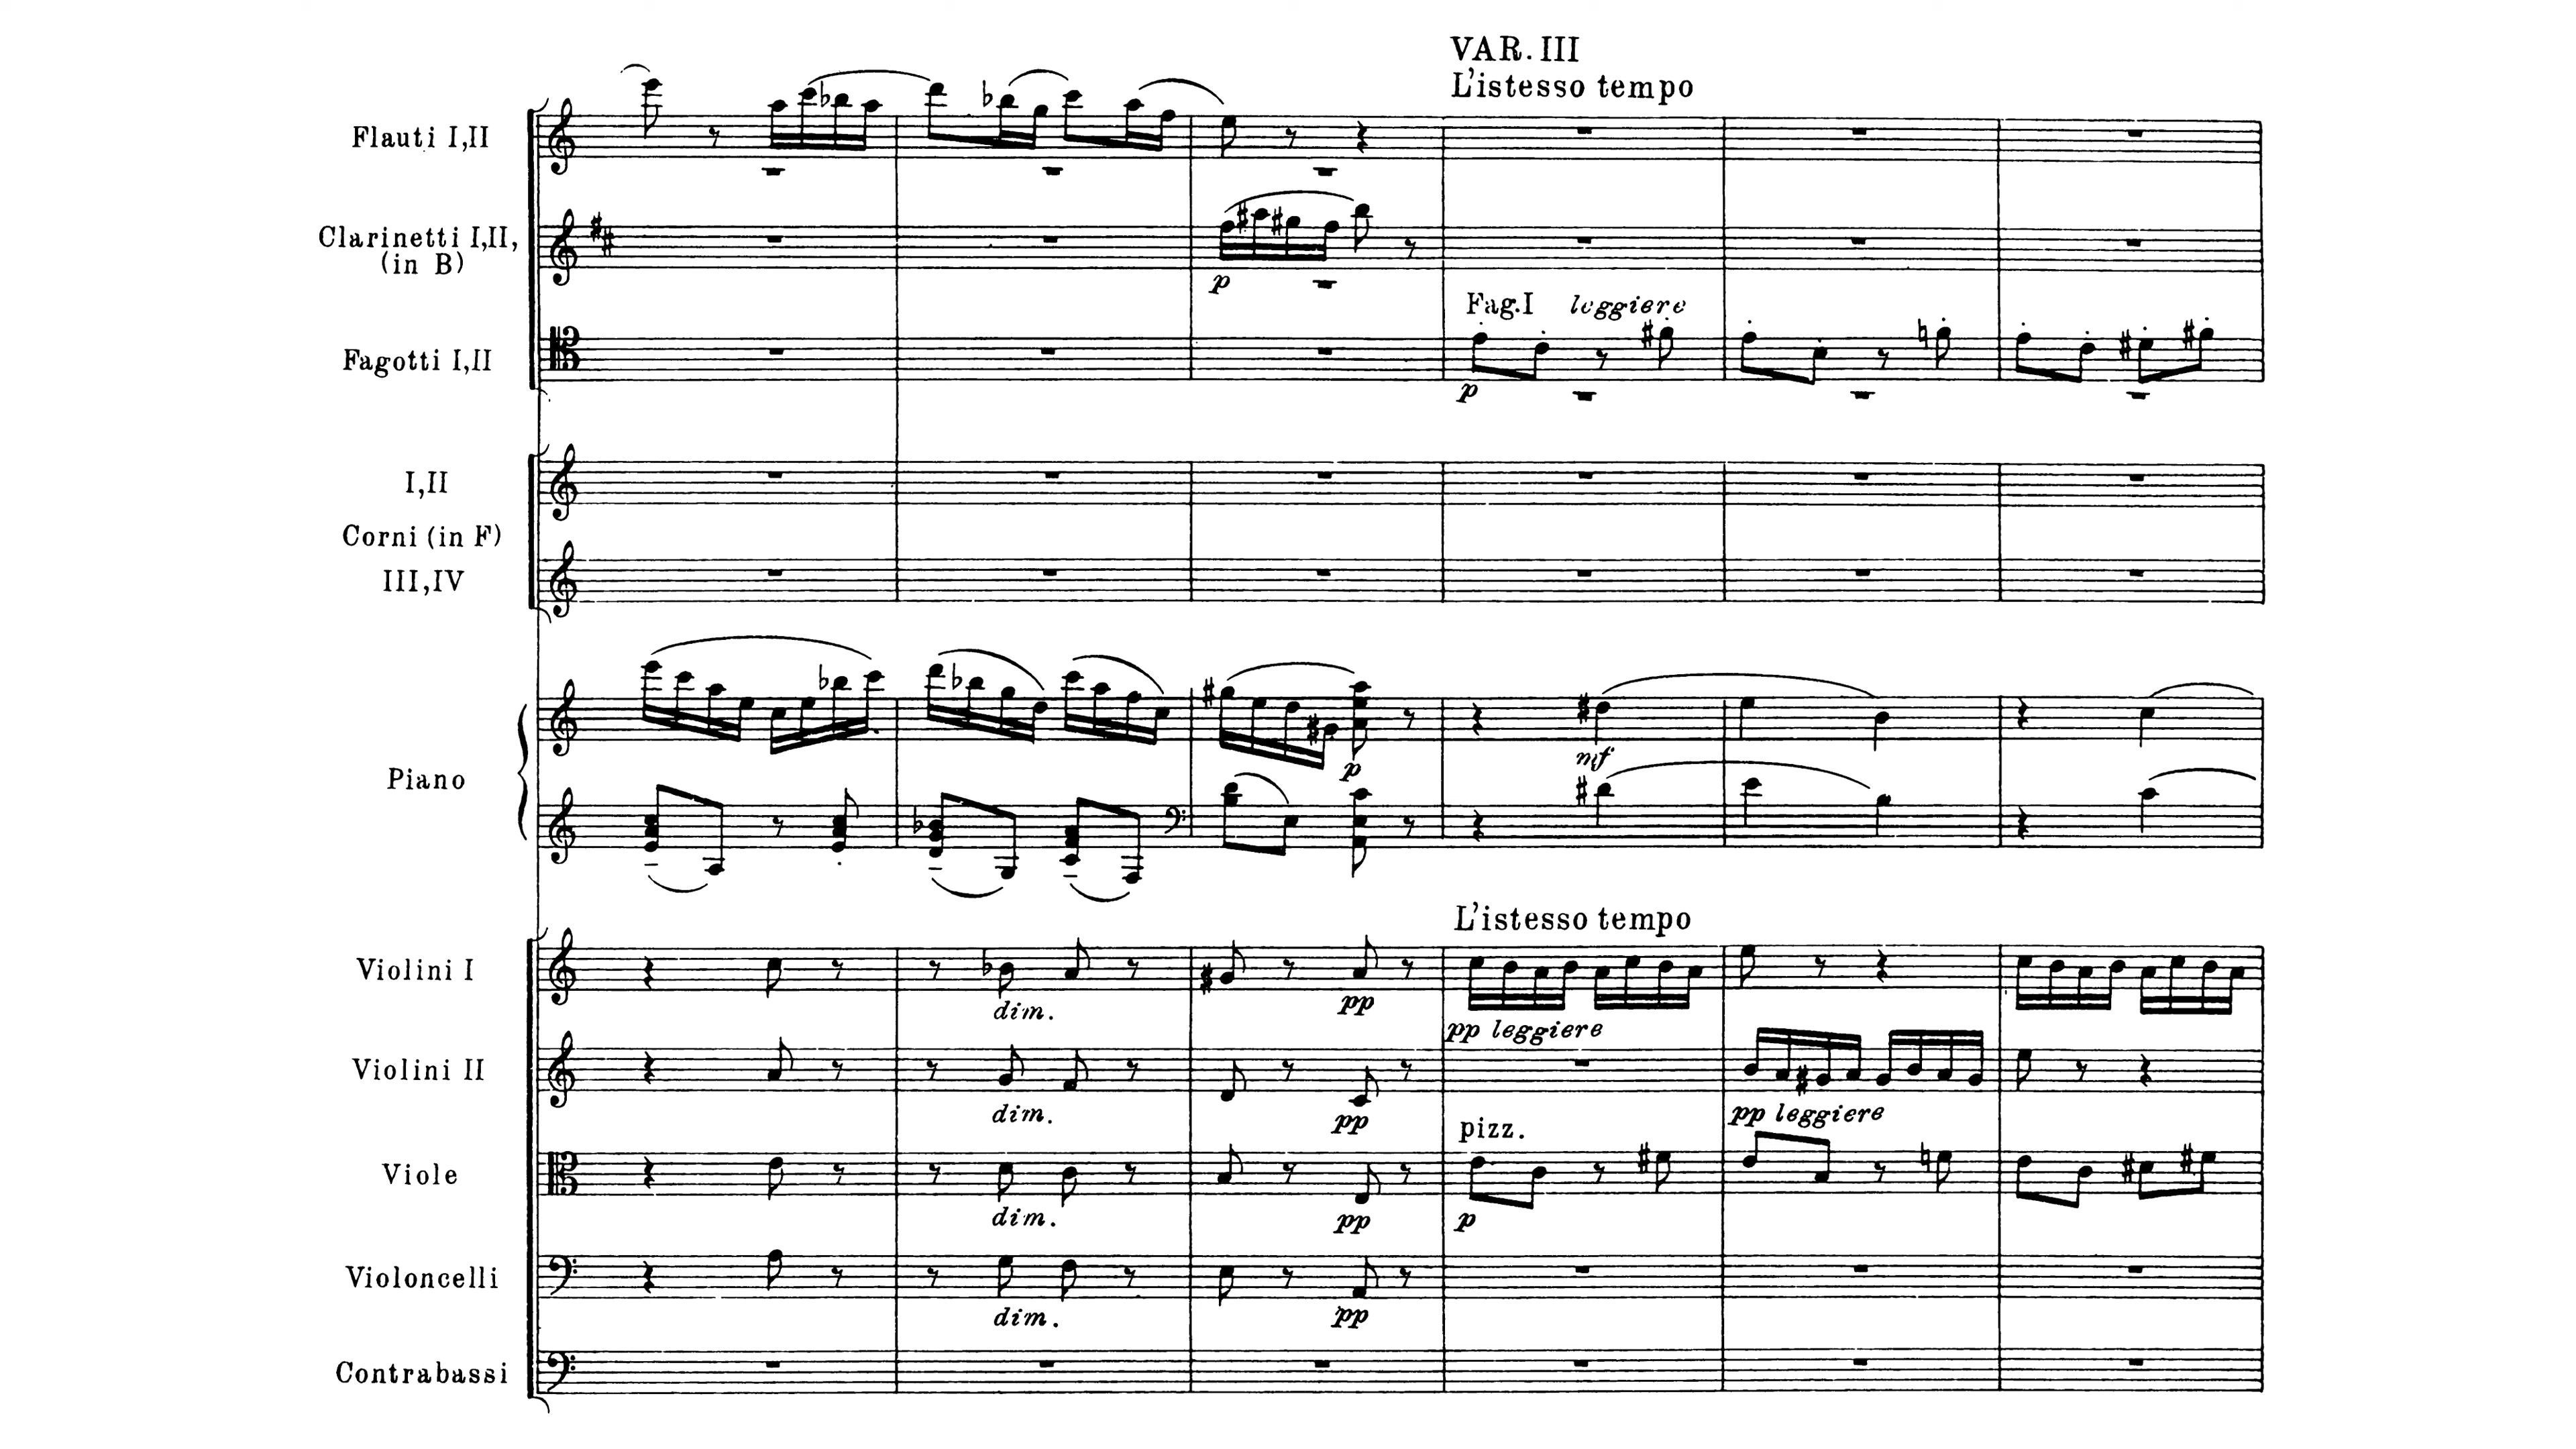 VAR. III
L'istesso tempo
Flauti I,II
Clarinetti I,II,
(in B)
p
Fag.I leggiere
Fagotti I,II
p
I,II
Corni (in F)
III,IV
Piano
mf
p
L'istesso tempo
Violini I
dim.
pp
pp leggiere
Violini II
dim.
pp
pp leggiere
pizz.
Viole
dim.
pp
p
Violoncelli
dim.
pp
Contrabassi